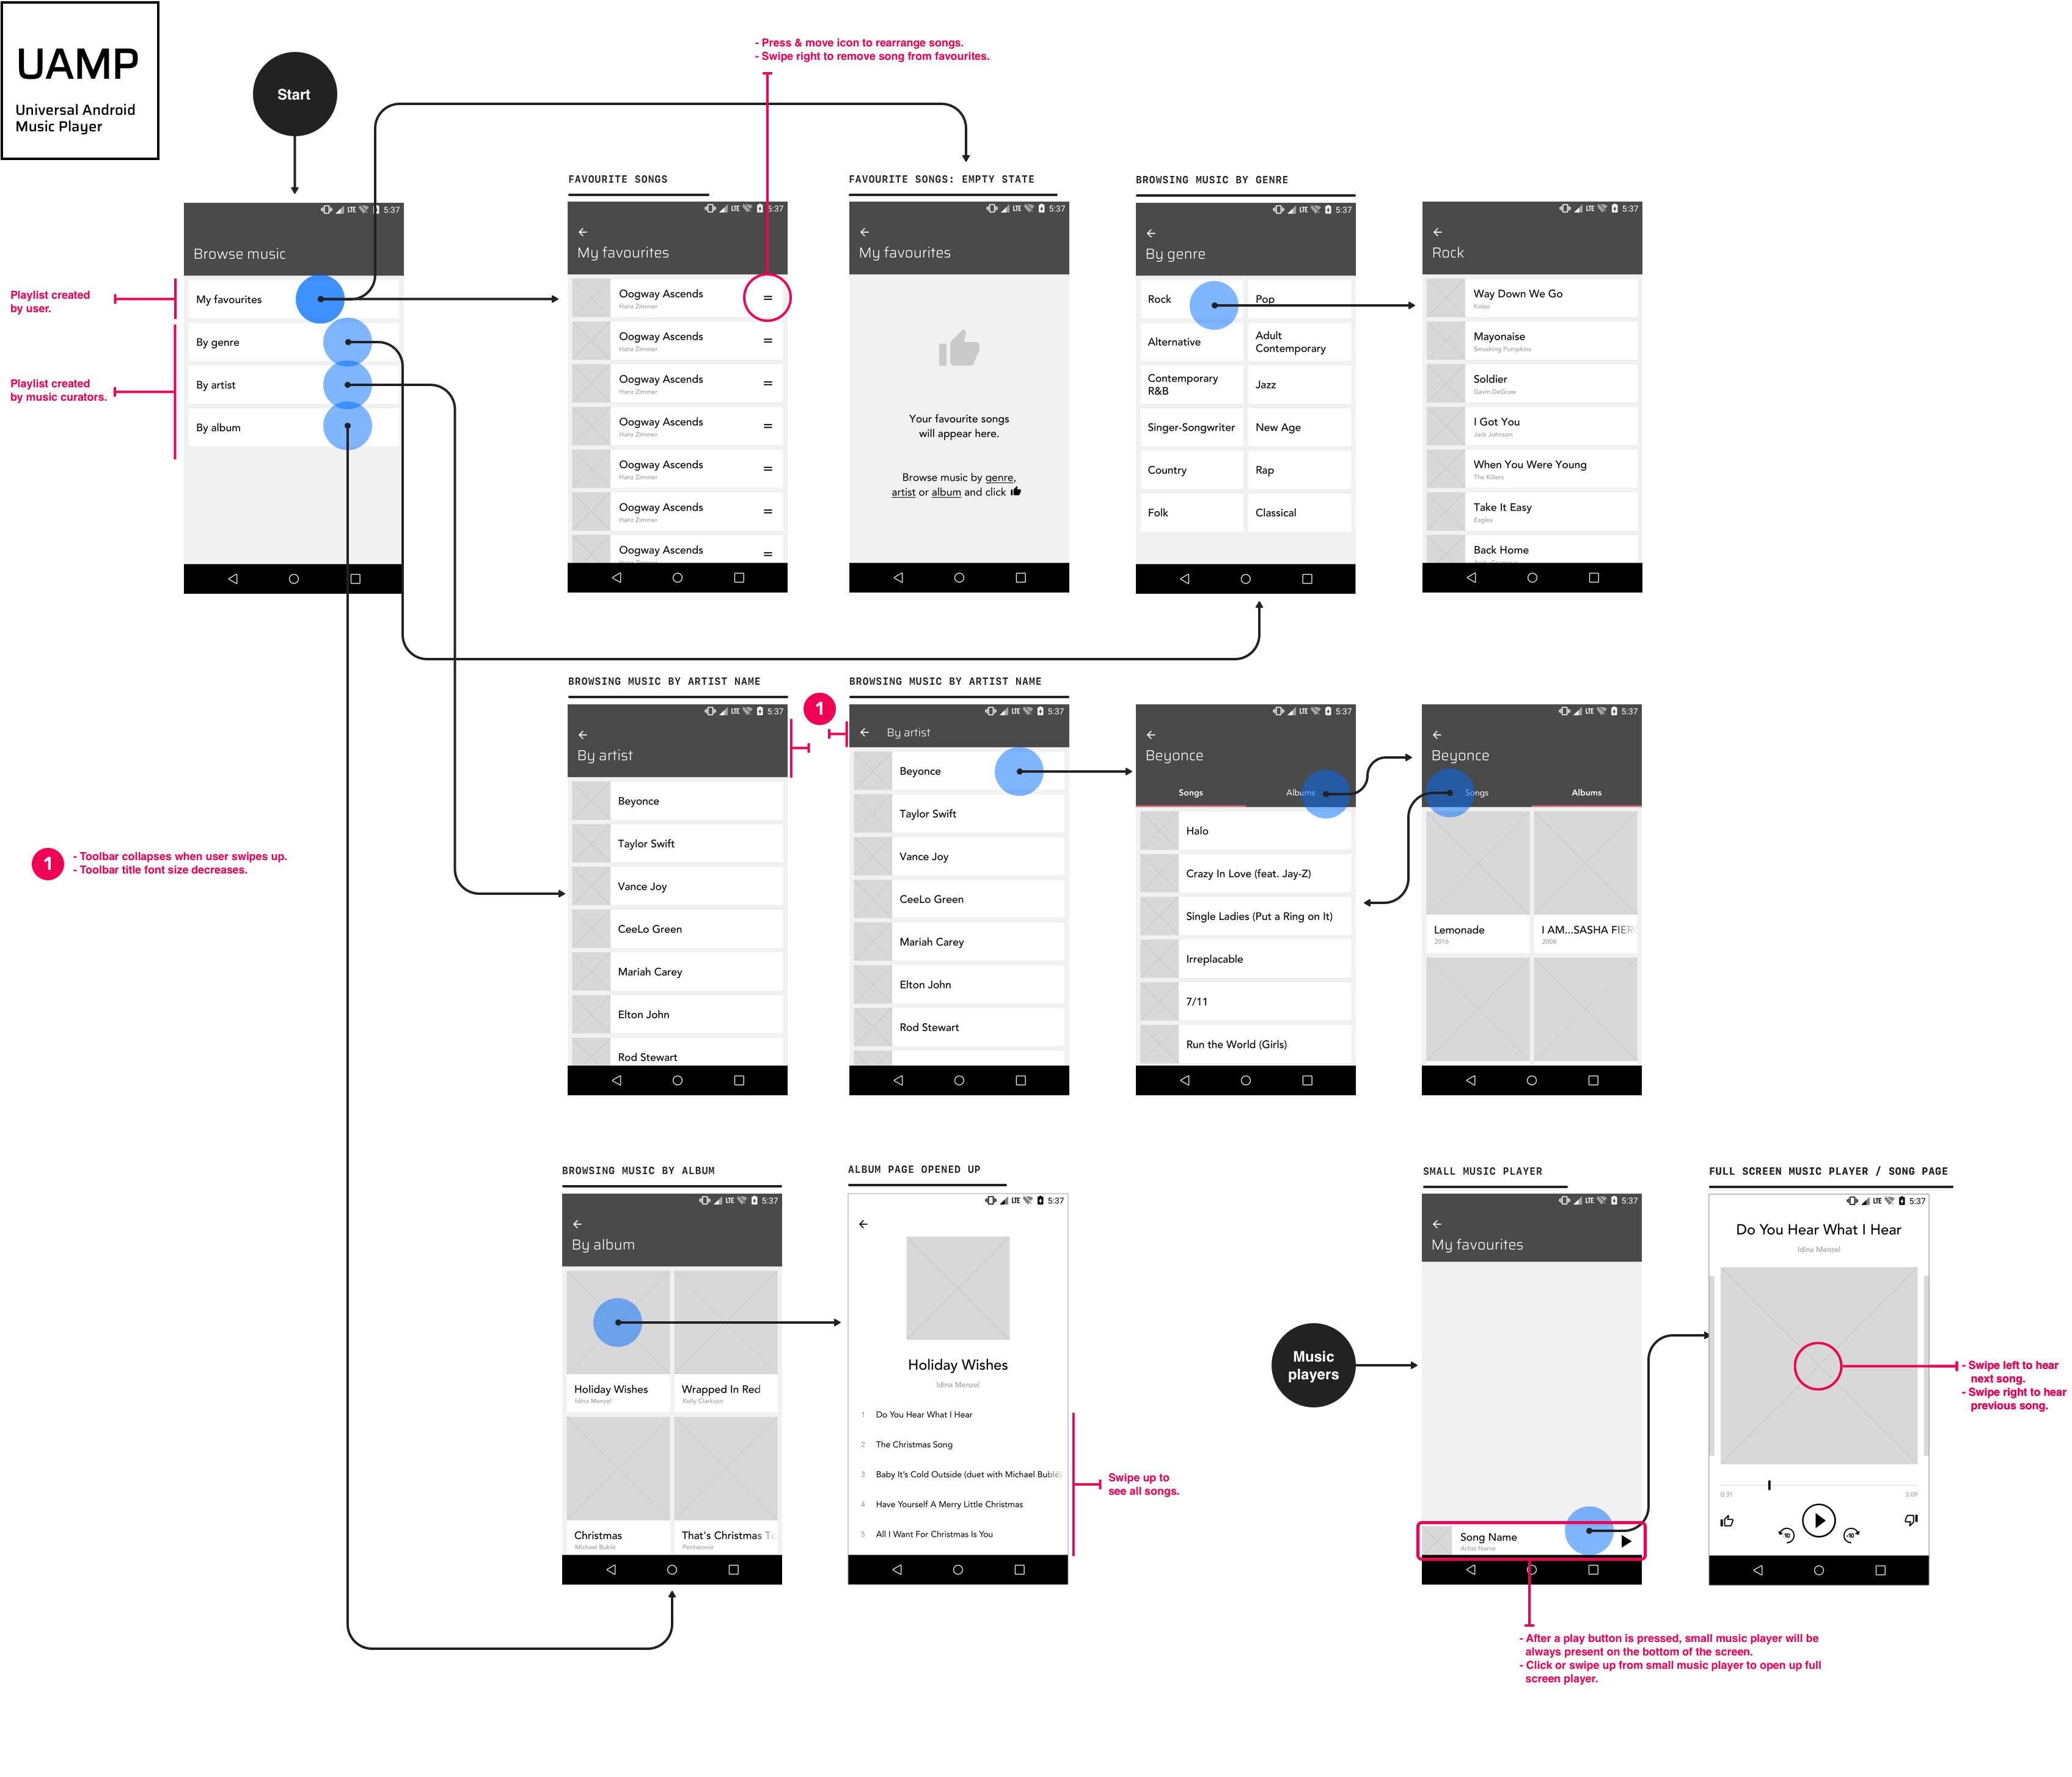 UAMP
Universal Android
Music Player
Start
- Press & move icon to rearrange songs.
- Swipe right to remove song from favourites.
Playlist created
by user.
Playlist created
by music curators.
LTE 5:37
Browse music
My favourites
By genre
By artist
By album
FAVOURITE SONGS
LTE 5:37
My favourites
Oogway Ascends
Hanz Zimmer
Oogway Ascends
Hanz Zimmer
Oogway Ascends
Hanz Zimmer
Oogway Ascends
Hanz Zimmer
Oogway Ascends
Hanz Zimmer
Oogway Ascends
Hanz Zimmer
Oogway Ascends
FAVOURITE SONGS: EMPTY STATE
LTE 5:37
My favourites
Your favourite songs
will appear here.
Browse music by genre,
artist or album and click
BROWSING MUSIC BY GENRE
LTE 5:37
By genre
Rock
Pop
Alternative
Adult
Contemporary
Contemporary
R&B
Jazz
Singer-Songwriter
New Age
Country
Rap
Folk
Classical
LTE 5:37
Rock
Way Down We Go
Kaleo
Mayonaise
Smashing Pumpkins
Soldier
Gavin DeGraw
I Got You
Jack Johnson
When You Were Young
The Killers
Take It Easy
Eagles
Back Home
1
- Toolbar collapses when user swipes up.
- Toolbar title font size decreases.
BROWSING MUSIC BY ARTIST NAME
LTE 5:37
By artist
Beyonce
Taylor Swift
Vance Joy
CeeLo Green
Mariah Carey
Elton John
Rod Stewart
1
BROWSING MUSIC BY ARTIST NAME
LTE 5:37
By artist
Beyonce
Taylor Swift
Vance Joy
CeeLo Green
Mariah Carey
Elton John
Rod Stewart
LTE 5:37
Beyonce
Songs Albums
Halo
Crazy In Love (feat. Jay-Z)
Single Ladies (Put a Ring on It)
Irreplacable
7/11
Run the World (Girls)
LTE 5:37
Beyonce
Songs Albums
Lemonade
2016
I AM...SASHA FIERC
2008
BROWSING MUSIC BY ALBUM
LTE 5:37
By album
Holiday Wishes
Idina Menzel
Wrapped In Red
Kelly Clarkson
Christmas
Michael Bublé
That's Christmas To
Pentatonix
ALBUM PAGE OPENED UP
LTE 5:37
Holiday Wishes
Idina Menzel
1 Do You Hear What I Hear
2 The Christmas Song
3 Baby It's Cold Outside (duet with Michael Bublé)
4 Have Yourself A Merry Little Christmas
5 All I Want For Christmas Is You
Swipe up to
see all songs.
Music
players
SMALL MUSIC PLAYER
LTE 5:37
My favourites
Song Name
Artist Name
- After a play button is pressed, small music player will be
always present on the bottom of the screen.
- Click or swipe up from small music player to open up full
screen player.
FULL SCREEN MUSIC PLAYER / SONG PAGE
LTE 5:37
Do You Hear What I Hear
Idina Menzel
0:31
3:09
10
10
- Swipe left to hear
next song.
- Swipe right to hear
previous song.